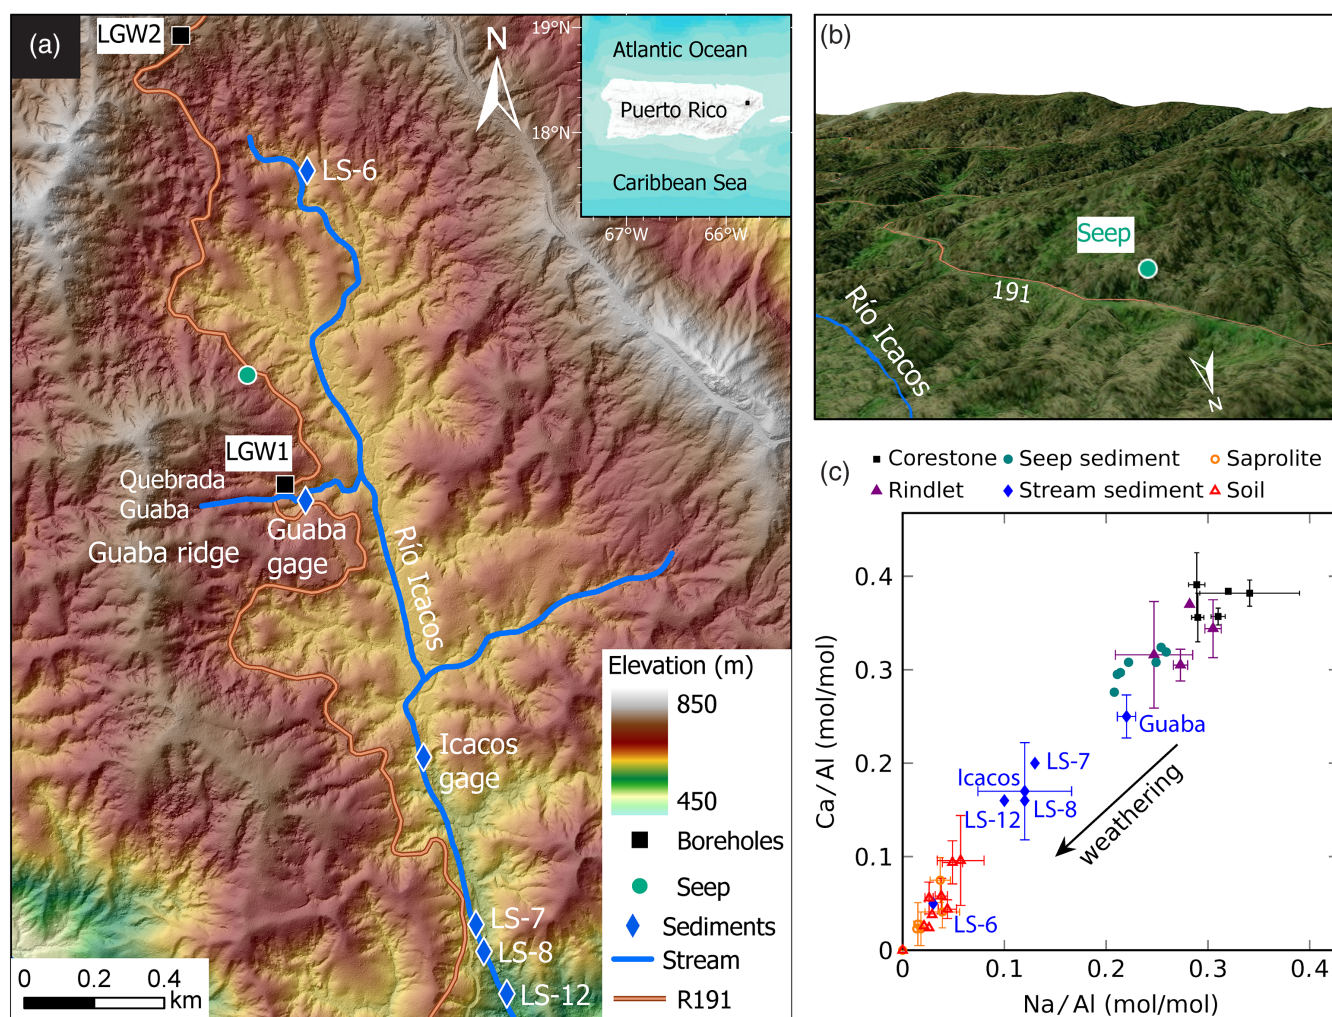 (a)
LGW2
N
19°N
Atlantic Ocean
Puerto Rico
18°N
Caribbean Sea
67°W 66°W
LS-6
LGW1
Quebrada
Guaba
Guaba ridge
Guaba
gage
Río Icacos
Icacos
gage
LS-7
LS-8
LS-12
Elevation (m)
850
450
Boreholes
Seep
Sediments
Stream
R191
0 0.2 0.4
km
(b)
Seep
191
Río Icacos
N
(c)
Corestone Seep sediment Saprolite
Rindlet Stream sediment Soil
Ca/Al (mol/mol)
0.4
0.3
0.2
0.1
0
Guaba
LS-7
Icacos
LS-8
LS-12
weathering
LS-6
0 0.1 0.2 0.3 0.4
Na/Al (mol/mol)